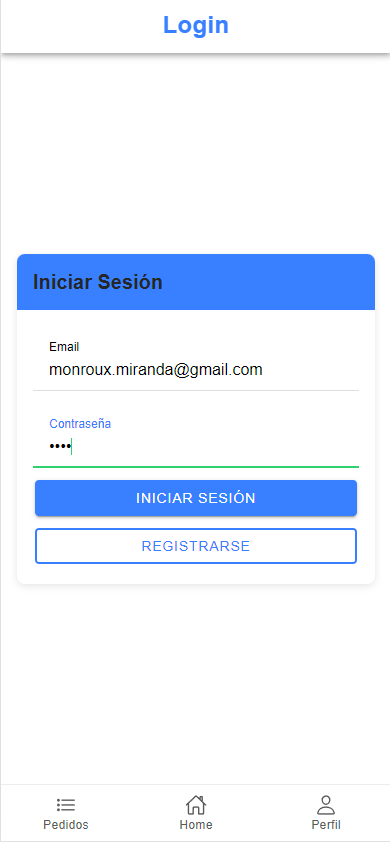 Login
Iniciar Sesión
Email
monroux.miranda@gmail.com
Contraseña
••••
INICIAR SESIÓN
REGISTRARSE
Pedidos Home Perfil